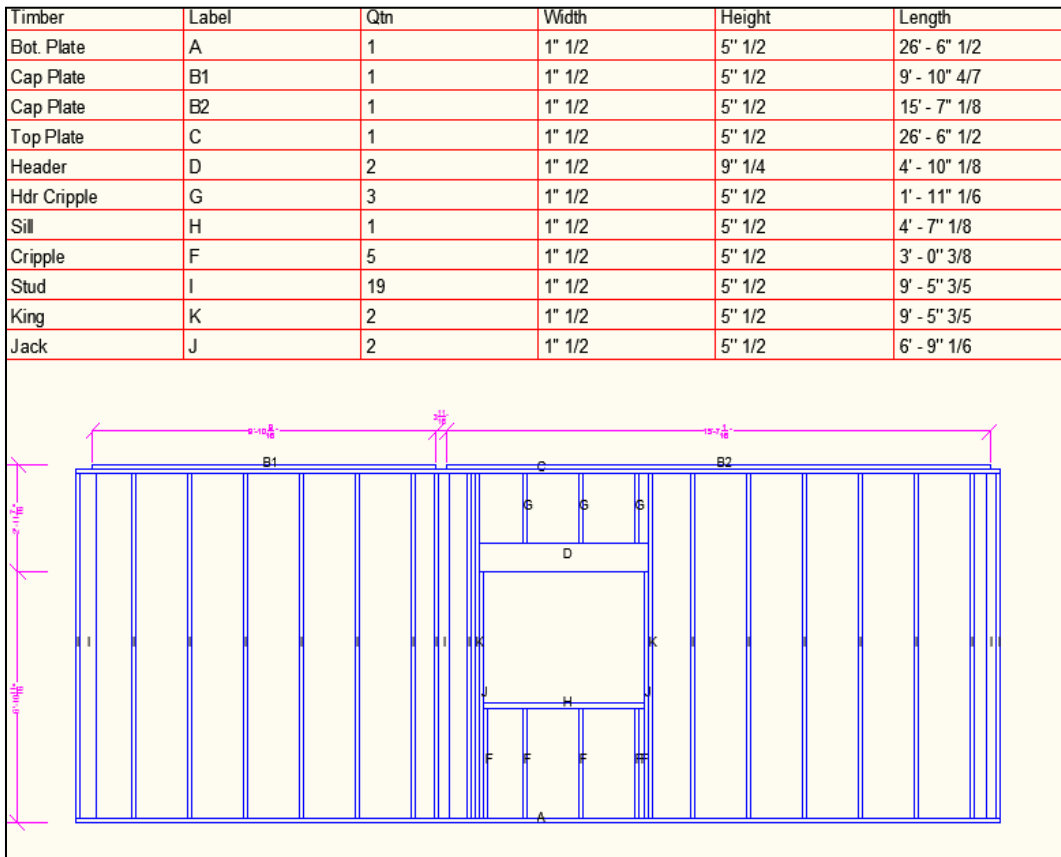 Timber Label Qtn Width Height Length
Bot. Plate A 1 1" 1/2 5" 1/2 26' - 6" 1/2
Cap Plate B1 1 1" 1/2 5" 1/2 9' - 10" 4/7
Cap Plate B2 1 1" 1/2 5" 1/2 15' - 7" 1/8
Top Plate C 1 1" 1/2 5" 1/2 26' - 6" 1/2
Header D 2 1" 1/2 9" 1/4 4' - 10" 1/8
Hdr Cripple G 3 1" 1/2 5" 1/2 1' - 11" 1/6
Sill H 1 1" 1/2 5" 1/2 4' - 7" 1/8
Cripple F 5 1" 1/2 5" 1/2 3' - 0" 3/8
Stud I 19 1" 1/2 5" 1/2 9' - 5" 3/5
King K 2 1" 1/2 5" 1/2 9' - 5" 3/5
Jack J 2 1" 1/2 5" 1/2 6' - 9" 1/6
B1 C B2
G G G
D
I I I I I I I I I I I K K I I I I I I I I
J J
H
F F F F F
A